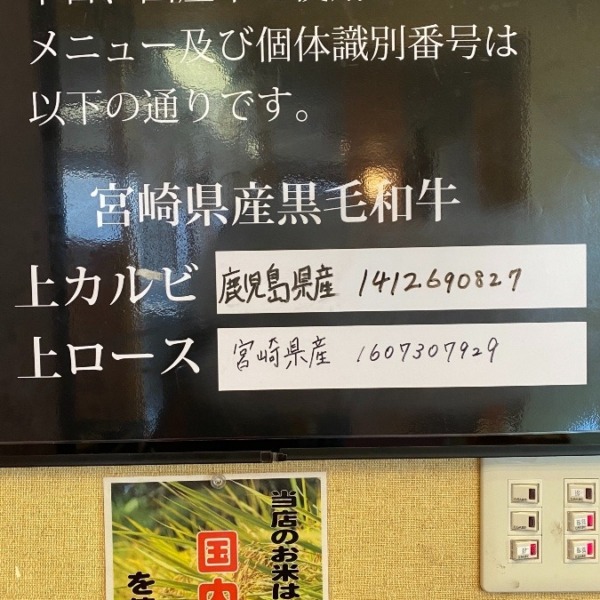 メニュー及び個体識別番号は
以下の通りです。
宮崎県産黒毛和牛
上カルビ 鹿児島県産 1412690827
上ロース 宮崎県産 1607307929
当店のお米は
国内
を